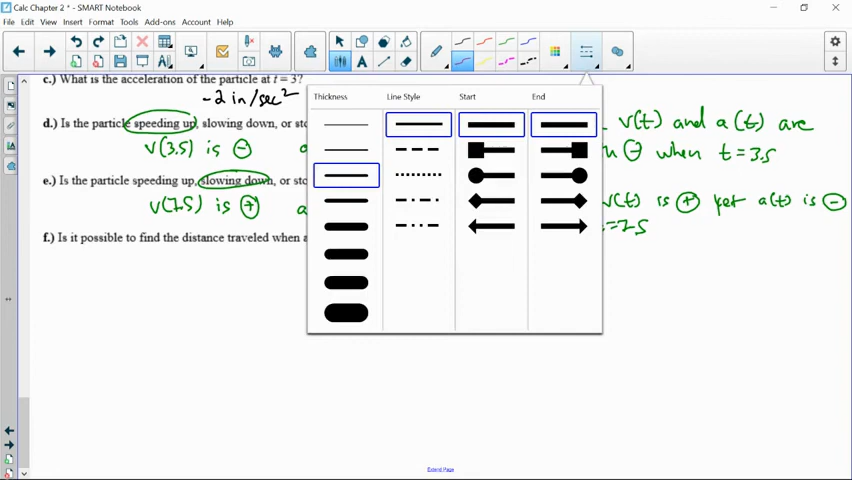 Calc Chapter 2 * - SMART Notebook
File Edit View Insert Format Tools Add-ons Account Help
c.) What is the acceleration of the particle at t = 3?
-2 in/sec²
Thickness Line Style Start End
d.) Is the particle speeding up, slowing down, or sto
v(t) and a(t) are
v(3.5) is ⊖ a
⊖ when t=3.5
e.) Is the particle speeding up, slowing down, or sto
v(7.5) is ⊕ a
v(t) is ⊕ yet a(t) is ⊖
=7.5
f.) Is it possible to find the distance traveled when a
Extend Page